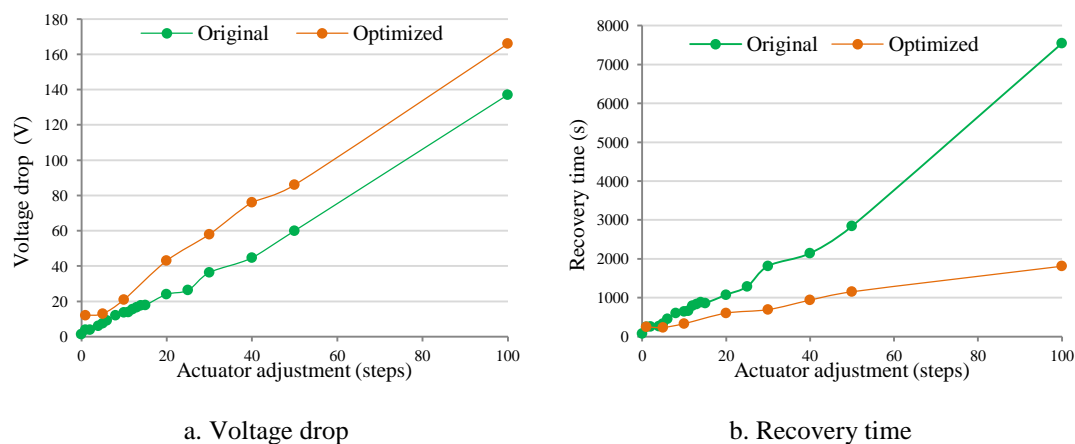 180
160
140
120
100
80
60
40
20
0
Voltage drop (V)
Original
Optimized
0 20 40 60 80 100
Actuator adjustment (steps)
a. Voltage drop
8000
7000
6000
5000
4000
3000
2000
1000
0
Recovery time (s)
Original
Optimized
0 20 40 60 80 100
Actuator adjustment (steps)
b. Recovery time